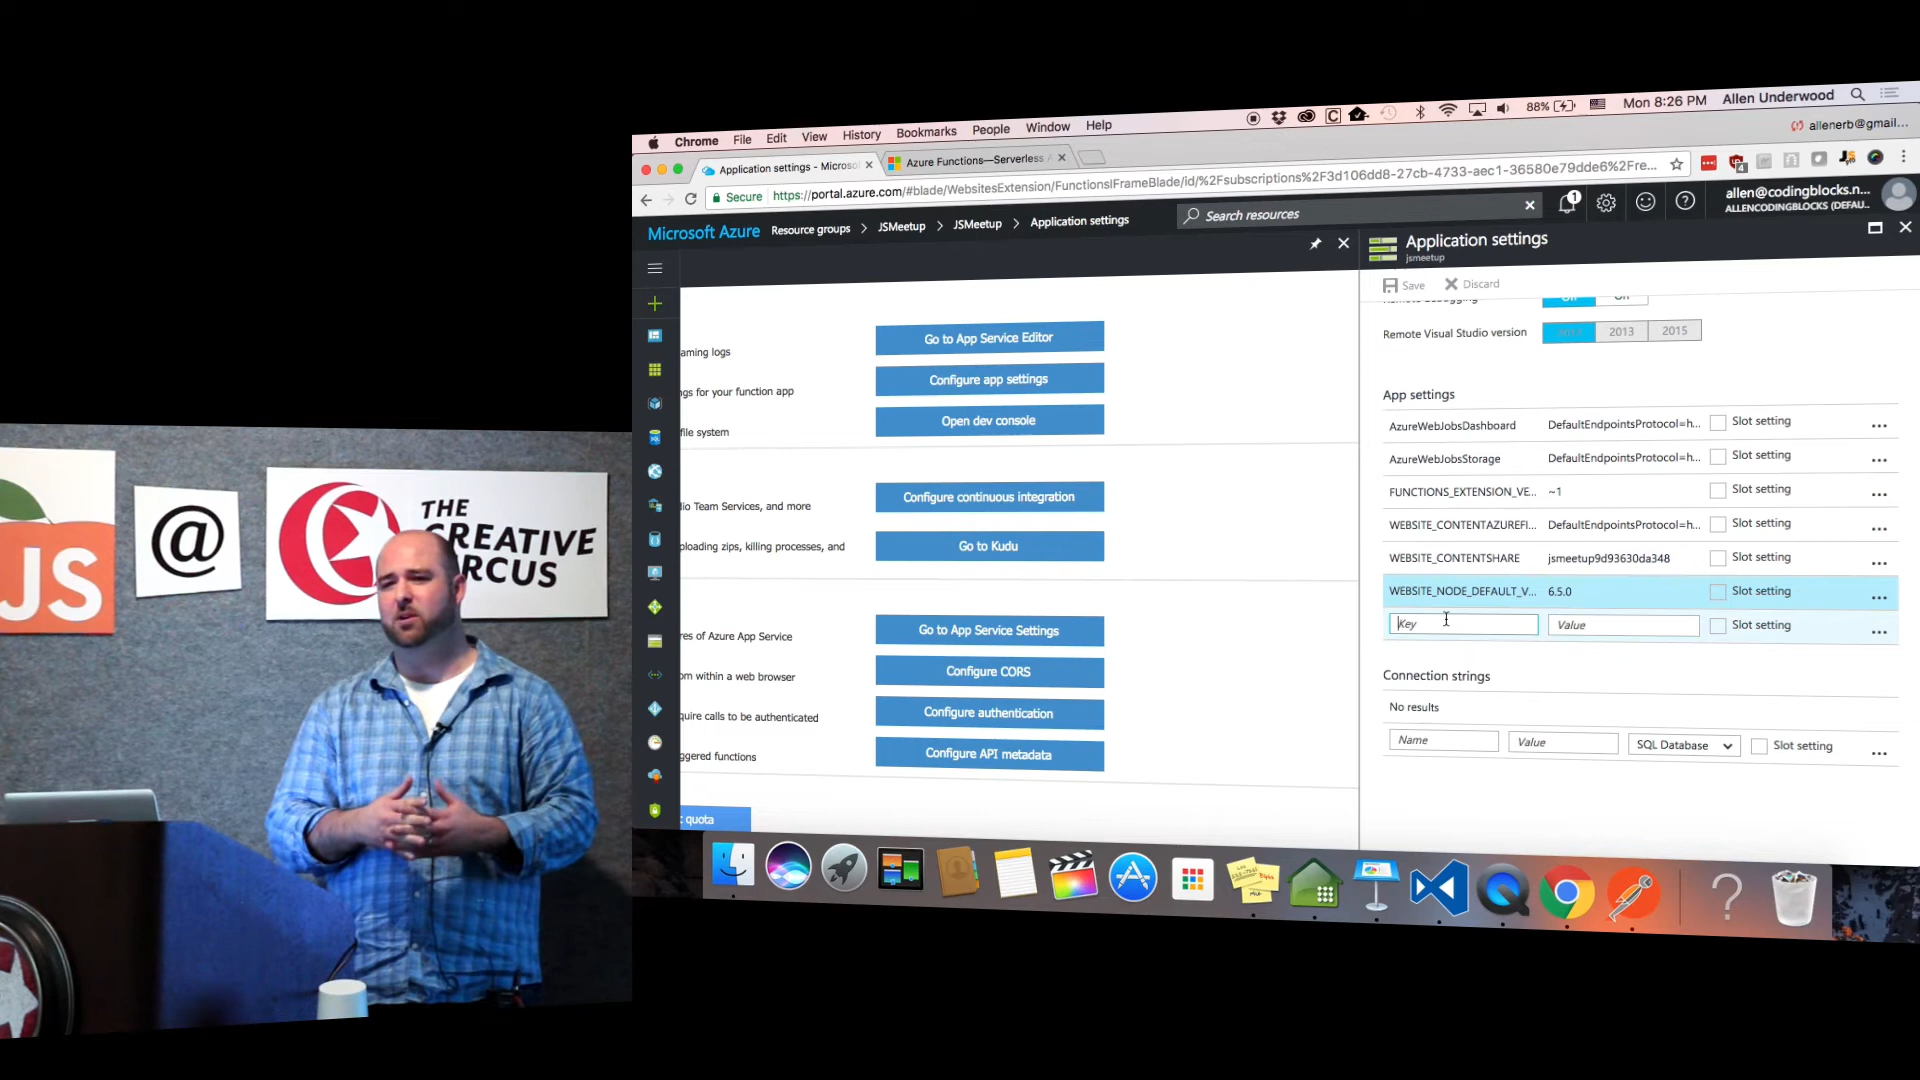 Chrome File Edit View History Bookmarks People Window Help
88% Mon 8:26 PM Allen Underwood
Application settings - Microso
Azure Functions—Serverless
allenerb@gmail...
Secure https://portal.azure.com/#blade/WebsitesExtension/FunctionsIFrameBlade/id/%2Fsubscriptions%2F3d106dd8-27cb-4733-aec1-36580e79dde6%2Fre...
Microsoft Azure Resource groups > JSMeetup > JSMeetup > Application settings
Search resources
1
allen@codingblocks.n...
ALLENCODINGBLOCKS (DEFAU...
aming logs
Go to App Service Editor
ngs for your function app
Configure app settings
file system
Open dev console
dio Team Services, and more
Configure continuous integration
ploading zips, killing processes, and
Go to Kudu
res of Azure App Service
Go to App Service Settings
om within a web browser
Configure CORS
quire calls to be authenticated
Configure authentication
ggered functions
Configure API metadata
quota
Application settings
jsmeetup
Save Discard
Remote Visual Studio version 2013 2015
App settings
AzureWebJobsDashboard DefaultEndpointsProtocol=h... Slot setting ...
AzureWebJobsStorage DefaultEndpointsProtocol=h... Slot setting ...
FUNCTIONS_EXTENSION_VE... ~1 Slot setting ...
WEBSITE_CONTENTAZUREFI... DefaultEndpointsProtocol=h... Slot setting ...
WEBSITE_CONTENTSHARE jsmeetup9d93630da348 Slot setting ...
WEBSITE_NODE_DEFAULT_V... 6.5.0 Slot setting ...
Key Value Slot setting ...
Connection strings
No results
Name Value SQL Database Slot setting ...
JS
@
THE
CREATIVE
CIRCUS